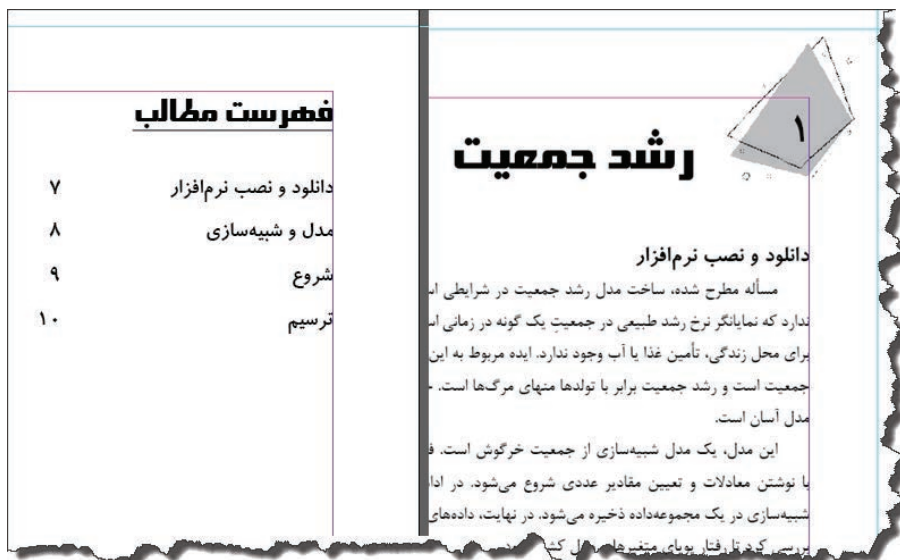 ۱
رشد جمعیت
دانلود و نصب نرم‌افزار
مسأله مطرح شده، ساخت مدل رشد جمعیت در شرایطی
ندارد که نمایانگر نرخ رشد طبیعی در جمعیتِ یک گونه در زمانی
برای محل زندگی، تأمین غذا یا آب وجود ندارد. ایده مربوط به این
جمعیت است و رشد جمعیت برابر با تولدها منهای مرگ‌ها است.
مدل آسان است.
این مدل، یک مدل شبیه‌سازی از جمعیت خرگوش است.
با نوشتن معادلات و تعیین مقادیر عددی شروع می‌شود. در
شبیه‌سازی در یک مجموعه‌داده ذخیره می‌شود. در نهایت، داده‌های
فهرست مطالب
دانلود و نصب نرم‌افزار ۷
مدل و شبیه‌سازی ۸
شروع ۹
ترسیم ۱۰